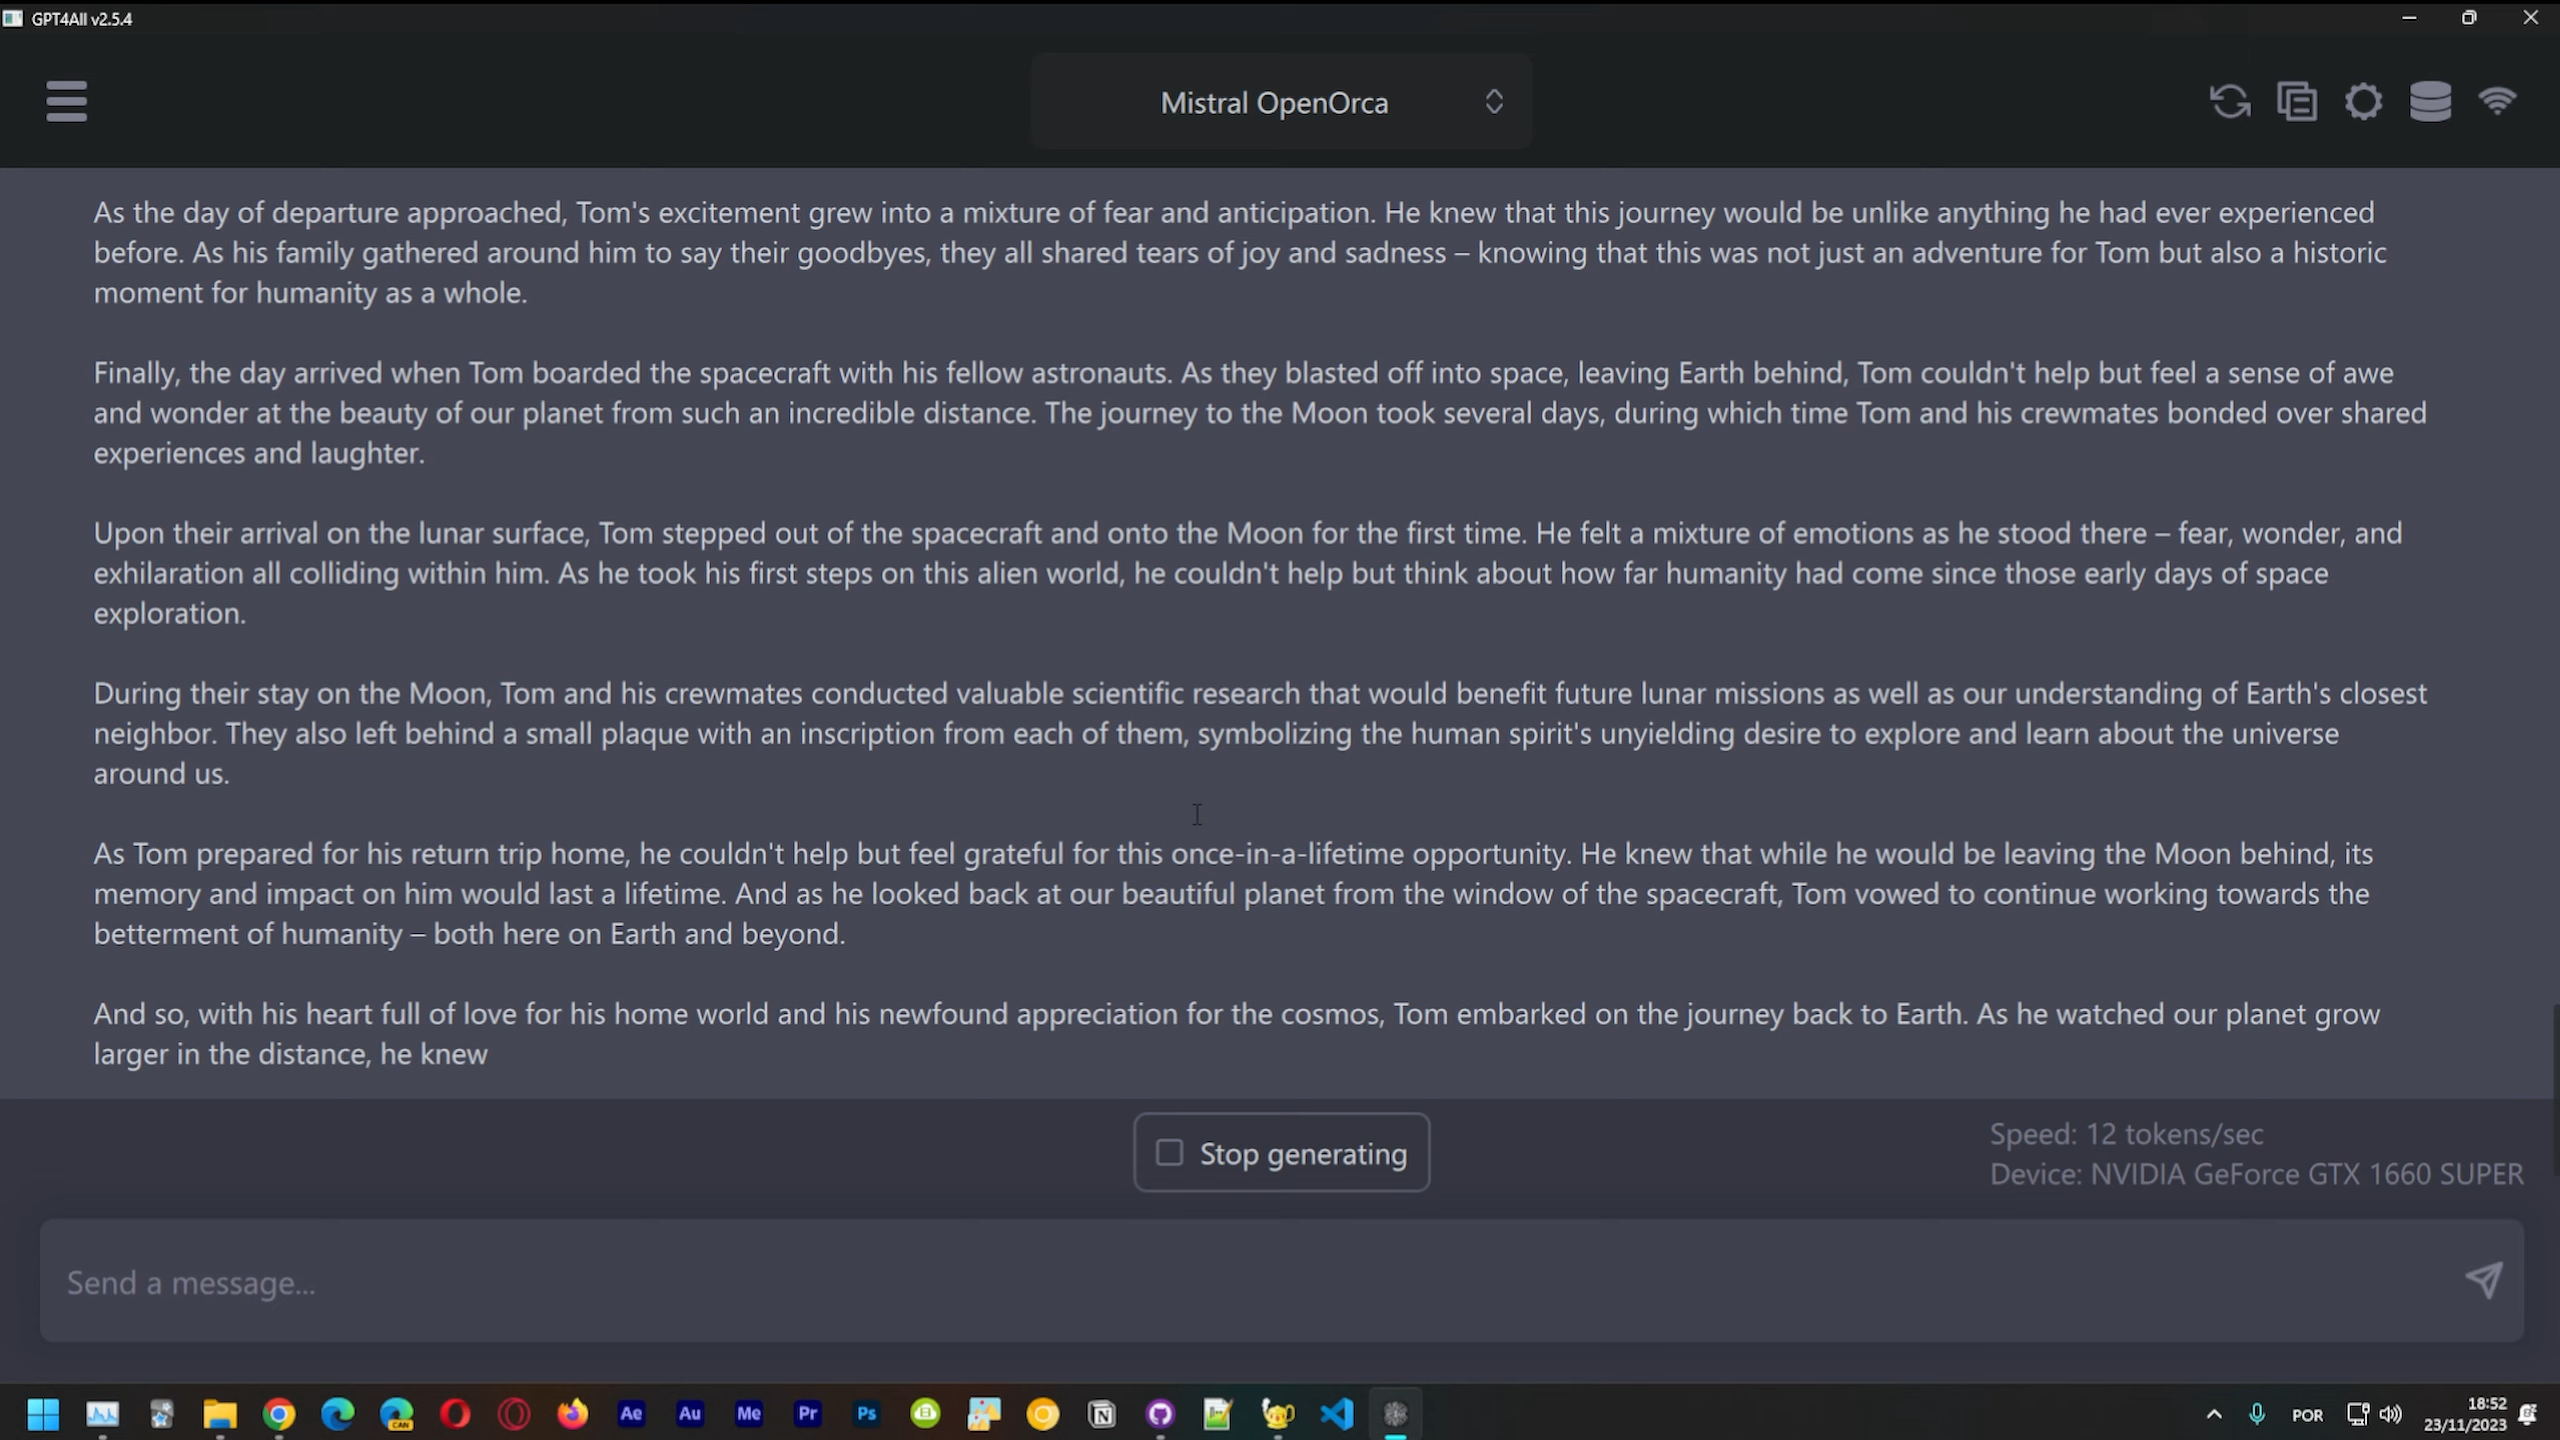 GPT4All v2.5.4
Mistral OpenOrca
As the day of departure approached, Tom's excitement grew into a mixture of fear and anticipation. He knew that this journey would be unlike anything he had ever experienced
before. As his family gathered around him to say their goodbyes, they all shared tears of joy and sadness – knowing that this was not just an adventure for Tom but also a historic
moment for humanity as a whole.
Finally, the day arrived when Tom boarded the spacecraft with his fellow astronauts. As they blasted off into space, leaving Earth behind, Tom couldn't help but feel a sense of awe
and wonder at the beauty of our planet from such an incredible distance. The journey to the Moon took several days, during which time Tom and his crewmates bonded over shared
experiences and laughter.
Upon their arrival on the lunar surface, Tom stepped out of the spacecraft and onto the Moon for the first time. He felt a mixture of emotions as he stood there – fear, wonder, and
exhilaration all colliding within him. As he took his first steps on this alien world, he couldn't help but think about how far humanity had come since those early days of space
exploration.
During their stay on the Moon, Tom and his crewmates conducted valuable scientific research that would benefit future lunar missions as well as our understanding of Earth's closest
neighbor. They also left behind a small plaque with an inscription from each of them, symbolizing the human spirit's unyielding desire to explore and learn about the universe
around us.
As Tom prepared for his return trip home, he couldn't help but feel grateful for this once-in-a-lifetime opportunity. He knew that while he would be leaving the Moon behind, its
memory and impact on him would last a lifetime. And as he looked back at our beautiful planet from the window of the spacecraft, Tom vowed to continue working towards the
betterment of humanity – both here on Earth and beyond.
And so, with his heart full of love for his home world and his newfound appreciation for the cosmos, Tom embarked on the journey back to Earth. As he watched our planet grow
larger in the distance, he knew
Stop generating
Speed: 12 tokens/sec
Device: NVIDIA GeForce GTX 1660 SUPER
Send a message...
CAN
Ae
Au
Me
Pr
Ps
POR
18:52
23/11/2023